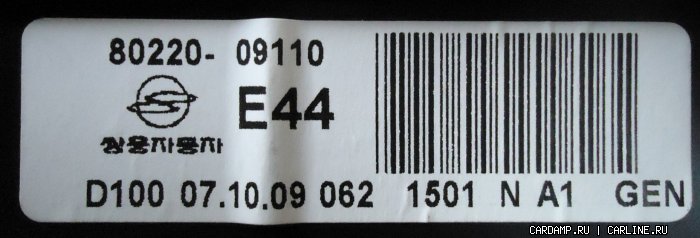 80220- 09110
E44
쌍용자동차
D100 07.10.09 062 1501 N A1 GEN
CARDAMP.RU | CARLINE.RU